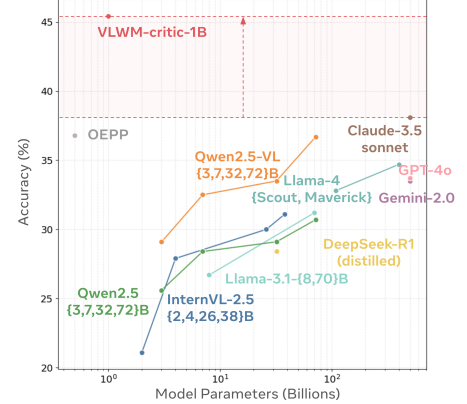 45
VLWM-critic-1B
40
Claude-3.5
sonnet
OEPP
35
Qwen2.5-VL
{3,7,32,72}B
Llama-4
{Scout, Maverick}
GPT-4o
Gemini-2.0
Accuracy (%)
30
DeepSeek-R1
(distilled)
Llama-3.1-{8,70}B
Qwen2.5
{3,7,32,72}B
InternVL-2.5
{2,4,26,38}B
25
20
10⁰ 10¹ 10²
Model Parameters (Billions)